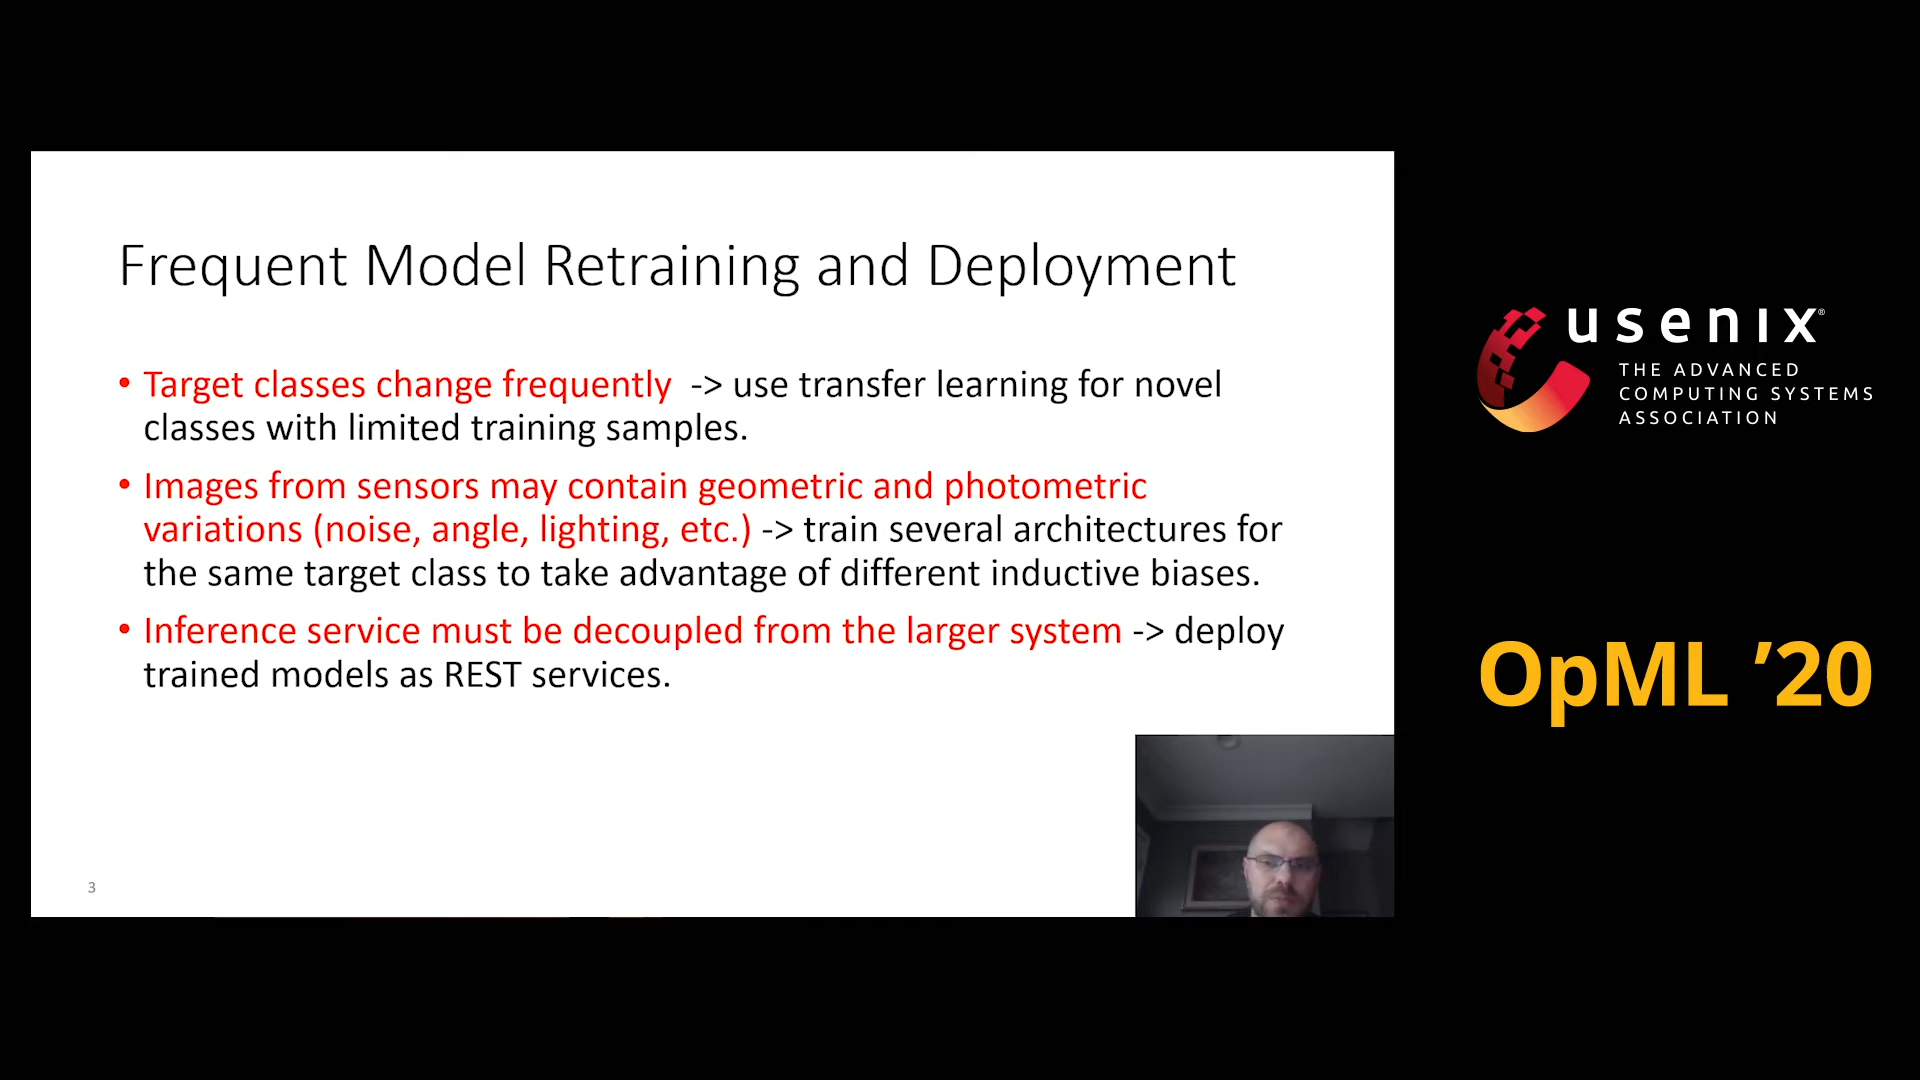 Frequent Model Retraining and Deployment
• Target classes change frequently -> use transfer learning for novel
classes with limited training samples.
• Images from sensors may contain geometric and photometric
variations (noise, angle, lighting, etc.) -> train several architectures for
the same target class to take advantage of different inductive biases.
• Inference service must be decoupled from the larger system -> deploy
trained models as REST services.
3
usenix®
THE ADVANCED
COMPUTING SYSTEMS
ASSOCIATION
OpML ’20